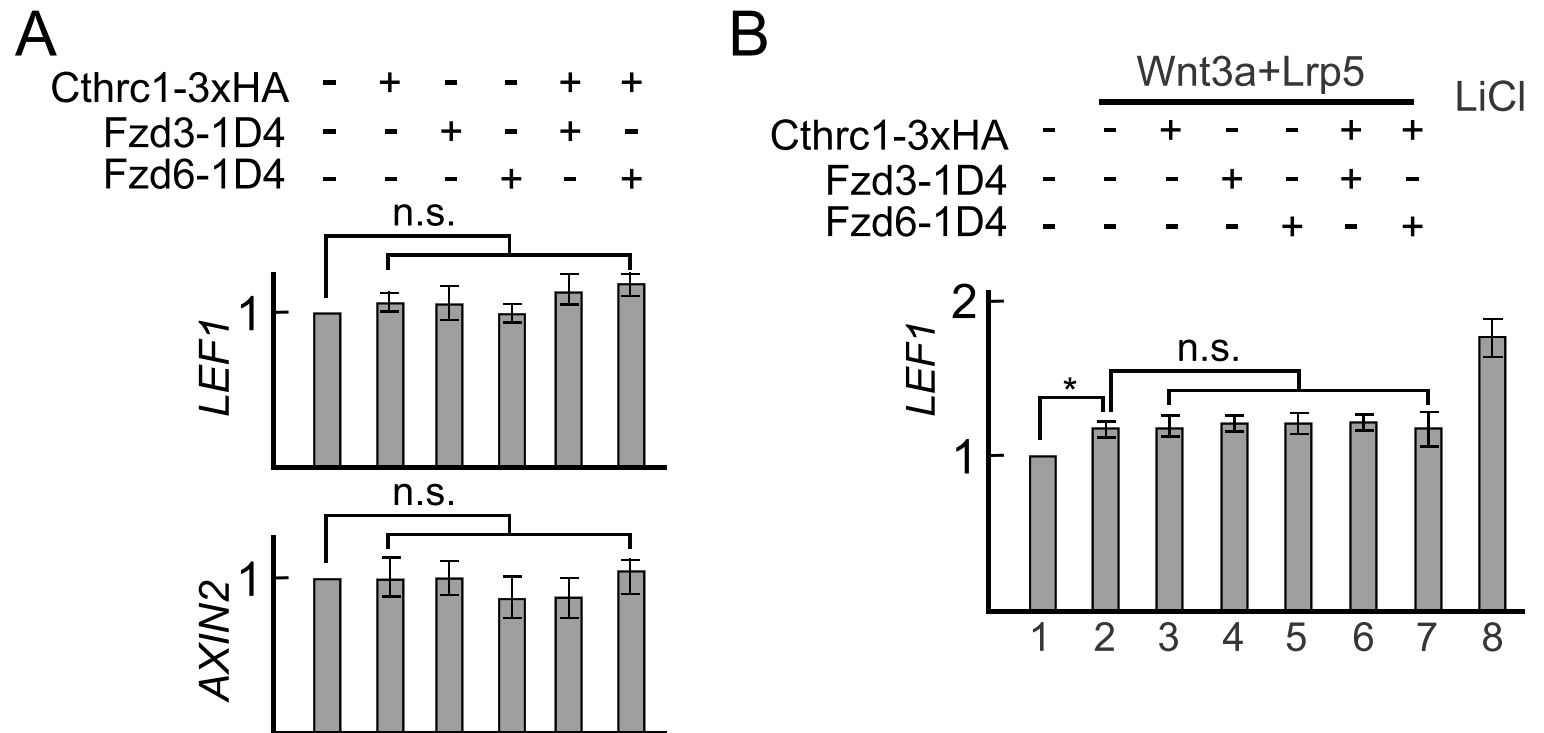 A
Cthrc1-3xHA - + - - + +
Fzd3-1D4 - - + - + -
Fzd6-1D4 - - - + - +
n.s.
1
LEF1
n.s.
1
AXIN2
B
Wnt3a+Lrp5
LiCl
Cthrc1-3xHA - - + - - + +
Fzd3-1D4 - - - + - + -
Fzd6-1D4 - - - - + - +
2
n.s.
*
1
LEF1
1 2 3 4 5 6 7 8